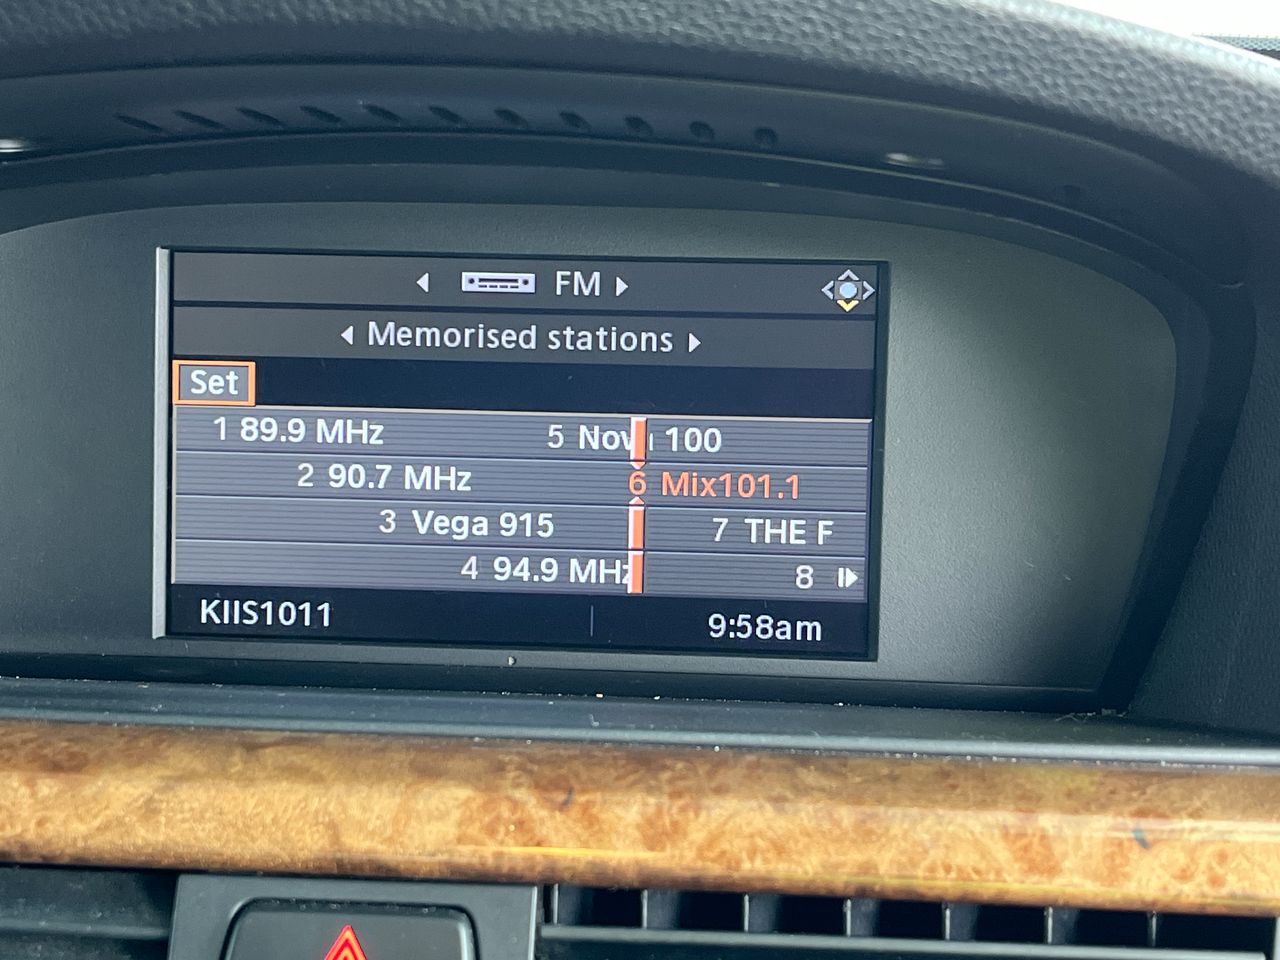 FM
Memorised stations
Set
1 89.9 MHz
5 Nova 100
2 90.7 MHz
6 Mix101.1
3 Vega 915
7 THE F
4 94.9 MHz
8
KIIS1011
9:58am